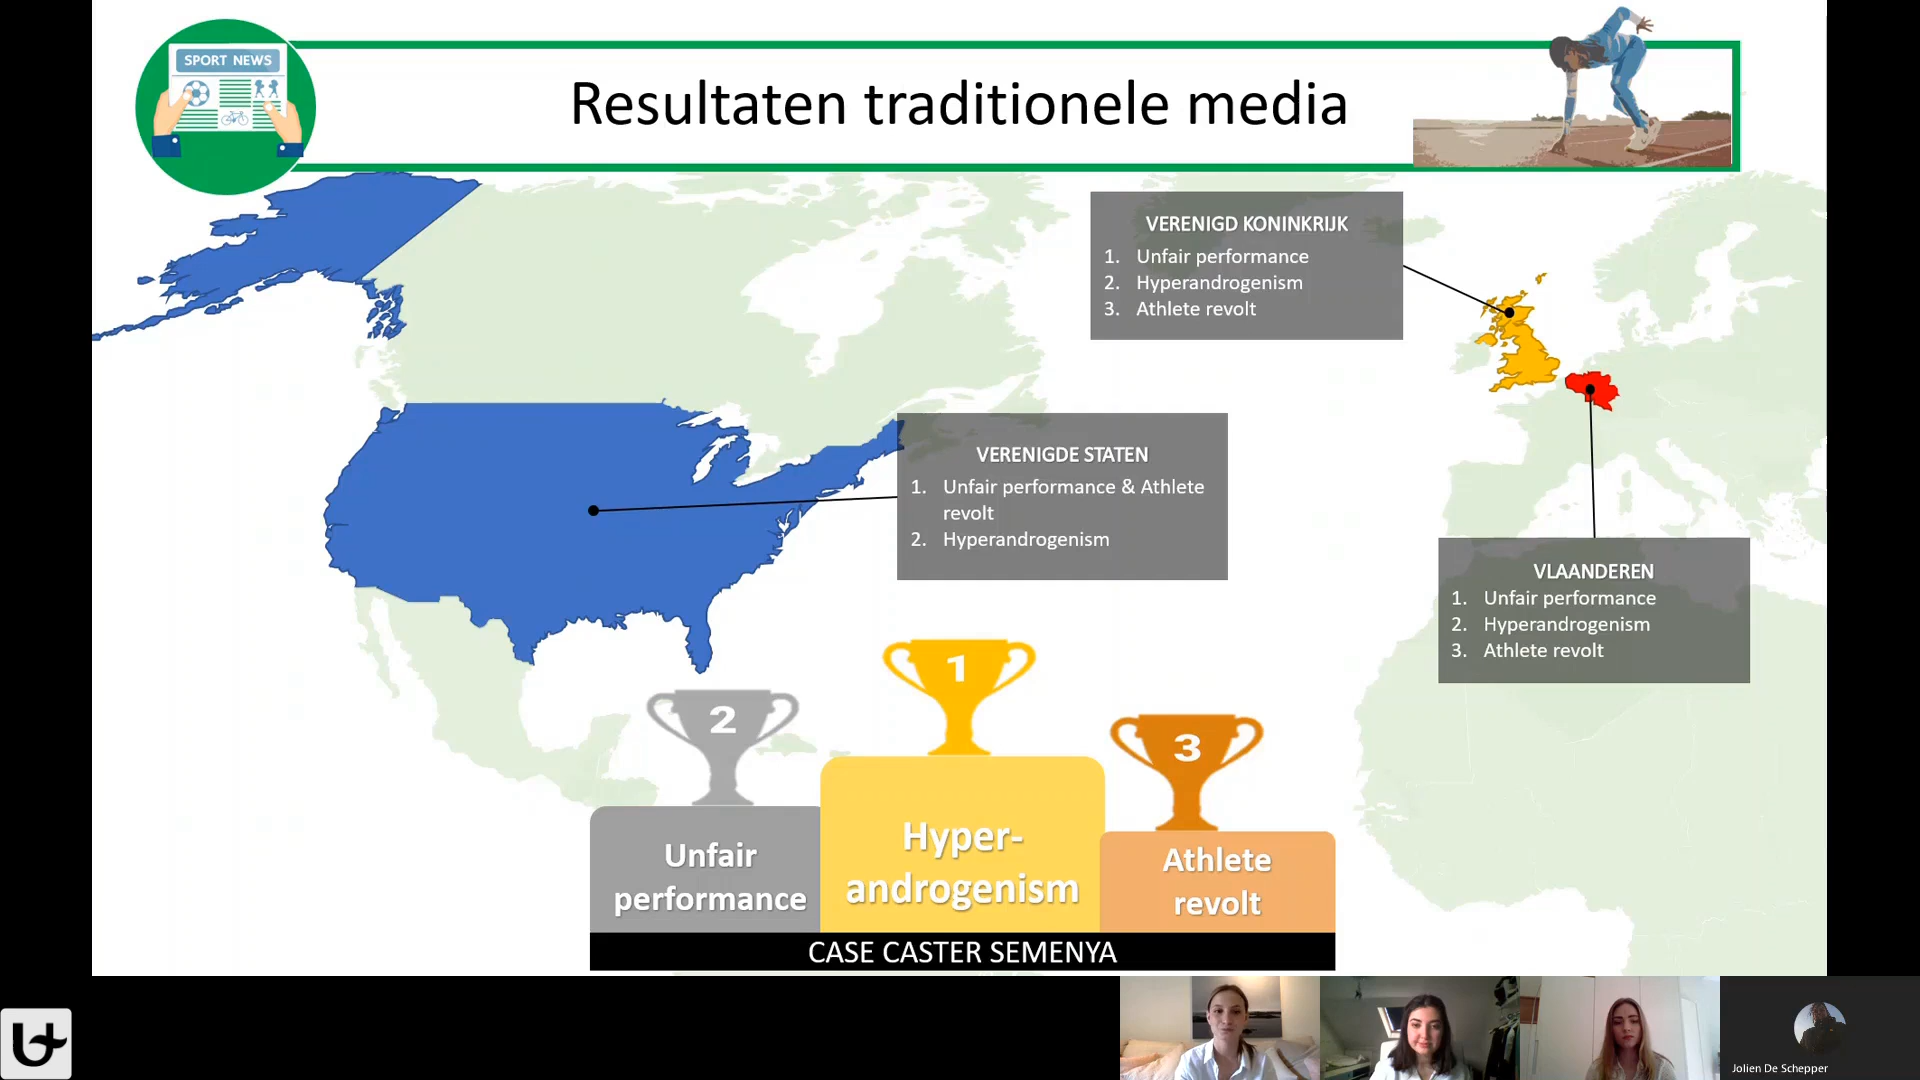 SPORT NEWS
Resultaten traditionele media
VERENIGD KONINKRIJK
1. Unfair performance
2. Hyperandrogenism
3. Athlete revolt
VERENIGDE STATEN
1. Unfair performance & Athlete
revolt
2. Hyperandrogenism
VLAANDEREN
1. Unfair performance
2. Hyperandrogenism
3. Athlete revolt
1
2
3
Unfair
performance
Hyper-
androgenism
Athlete
revolt
CASE CASTER SEMENYA
Jolien De Schepper